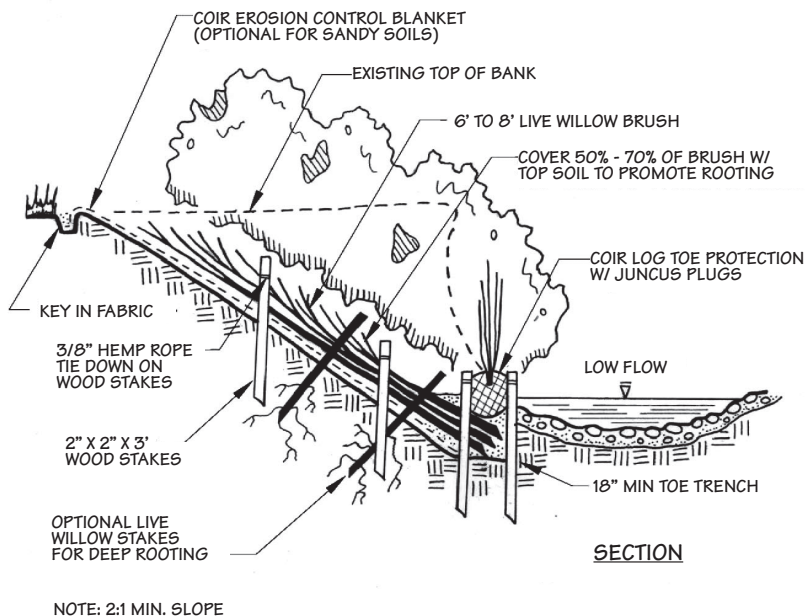 COIR EROSION CONTROL BLANKET
(OPTIONAL FOR SANDY SOILS)
EXISTING TOP OF BANK
6’ TO 8’ LIVE WILLOW BRUSH
COVER 50% - 70% OF BRUSH W/
TOP SOIL TO PROMOTE ROOTING
COIR LOG TOE PROTECTION
W/ JUNCUS PLUGS
KEY IN FABRIC
3/8” HEMP ROPE
TIE DOWN ON
WOOD STAKES
LOW FLOW
2” X 2” X 3’
WOOD STAKES
18” MIN TOE TRENCH
OPTIONAL LIVE
WILLOW STAKES
FOR DEEP ROOTING
SECTION
NOTE: 2:1 MIN. SLOPE